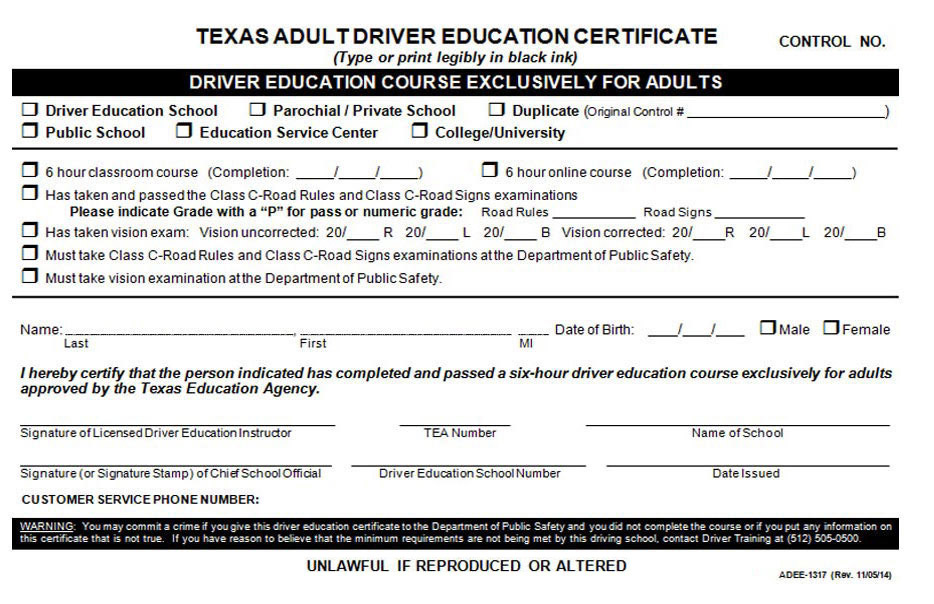 TEXAS ADULT DRIVER EDUCATION CERTIFICATE
CONTROL NO.
(Type or print legibly in black ink)
DRIVER EDUCATION COURSE EXCLUSIVELY FOR ADULTS
☐ Driver Education School ☐ Parochial / Private School ☐ Duplicate (Original Control # ____________________)
☐ Public School ☐ Education Service Center ☐ College/University
☐ 6 hour classroom course (Completion: ____/____/____) ☐ 6 hour online course (Completion: ____/____/____)
☐ Has taken and passed the Class C-Road Rules and Class C-Road Signs examinations
Please indicate Grade with a “P” for pass or numeric grade: Road Rules __________ Road Signs __________
☐ Has taken vision exam: Vision uncorrected: 20/____ R 20/____ L 20/____ B Vision corrected: 20/____R 20/____L 20/____B
☐ Must take Class C-Road Rules and Class C-Road Signs examinations at the Department of Public Safety.
☐ Must take vision examination at the Department of Public Safety.
Name: ____________________, ____________________ ____ Date of Birth: ____/____/____ ☐ Male ☐ Female
Last First MI
I hereby certify that the person indicated has completed and passed a six-hour driver education course exclusively for adults
approved by the Texas Education Agency.
Signature of Licensed Driver Education Instructor TEA Number Name of School
Signature (or Signature Stamp) of Chief School Official Driver Education School Number Date Issued
CUSTOMER SERVICE PHONE NUMBER:
WARNING: You may commit a crime if you give this driver education certificate to the Department of Public Safety and you did not complete the course or if you put any information on
this certificate that is not true. If you have reason to believe that the minimum requirements are not being met by this driving school, contact Driver Training at (512) 505-0500.
UNLAWFUL IF REPRODUCED OR ALTERED
ADEE-1317 (Rev. 11/05/14)